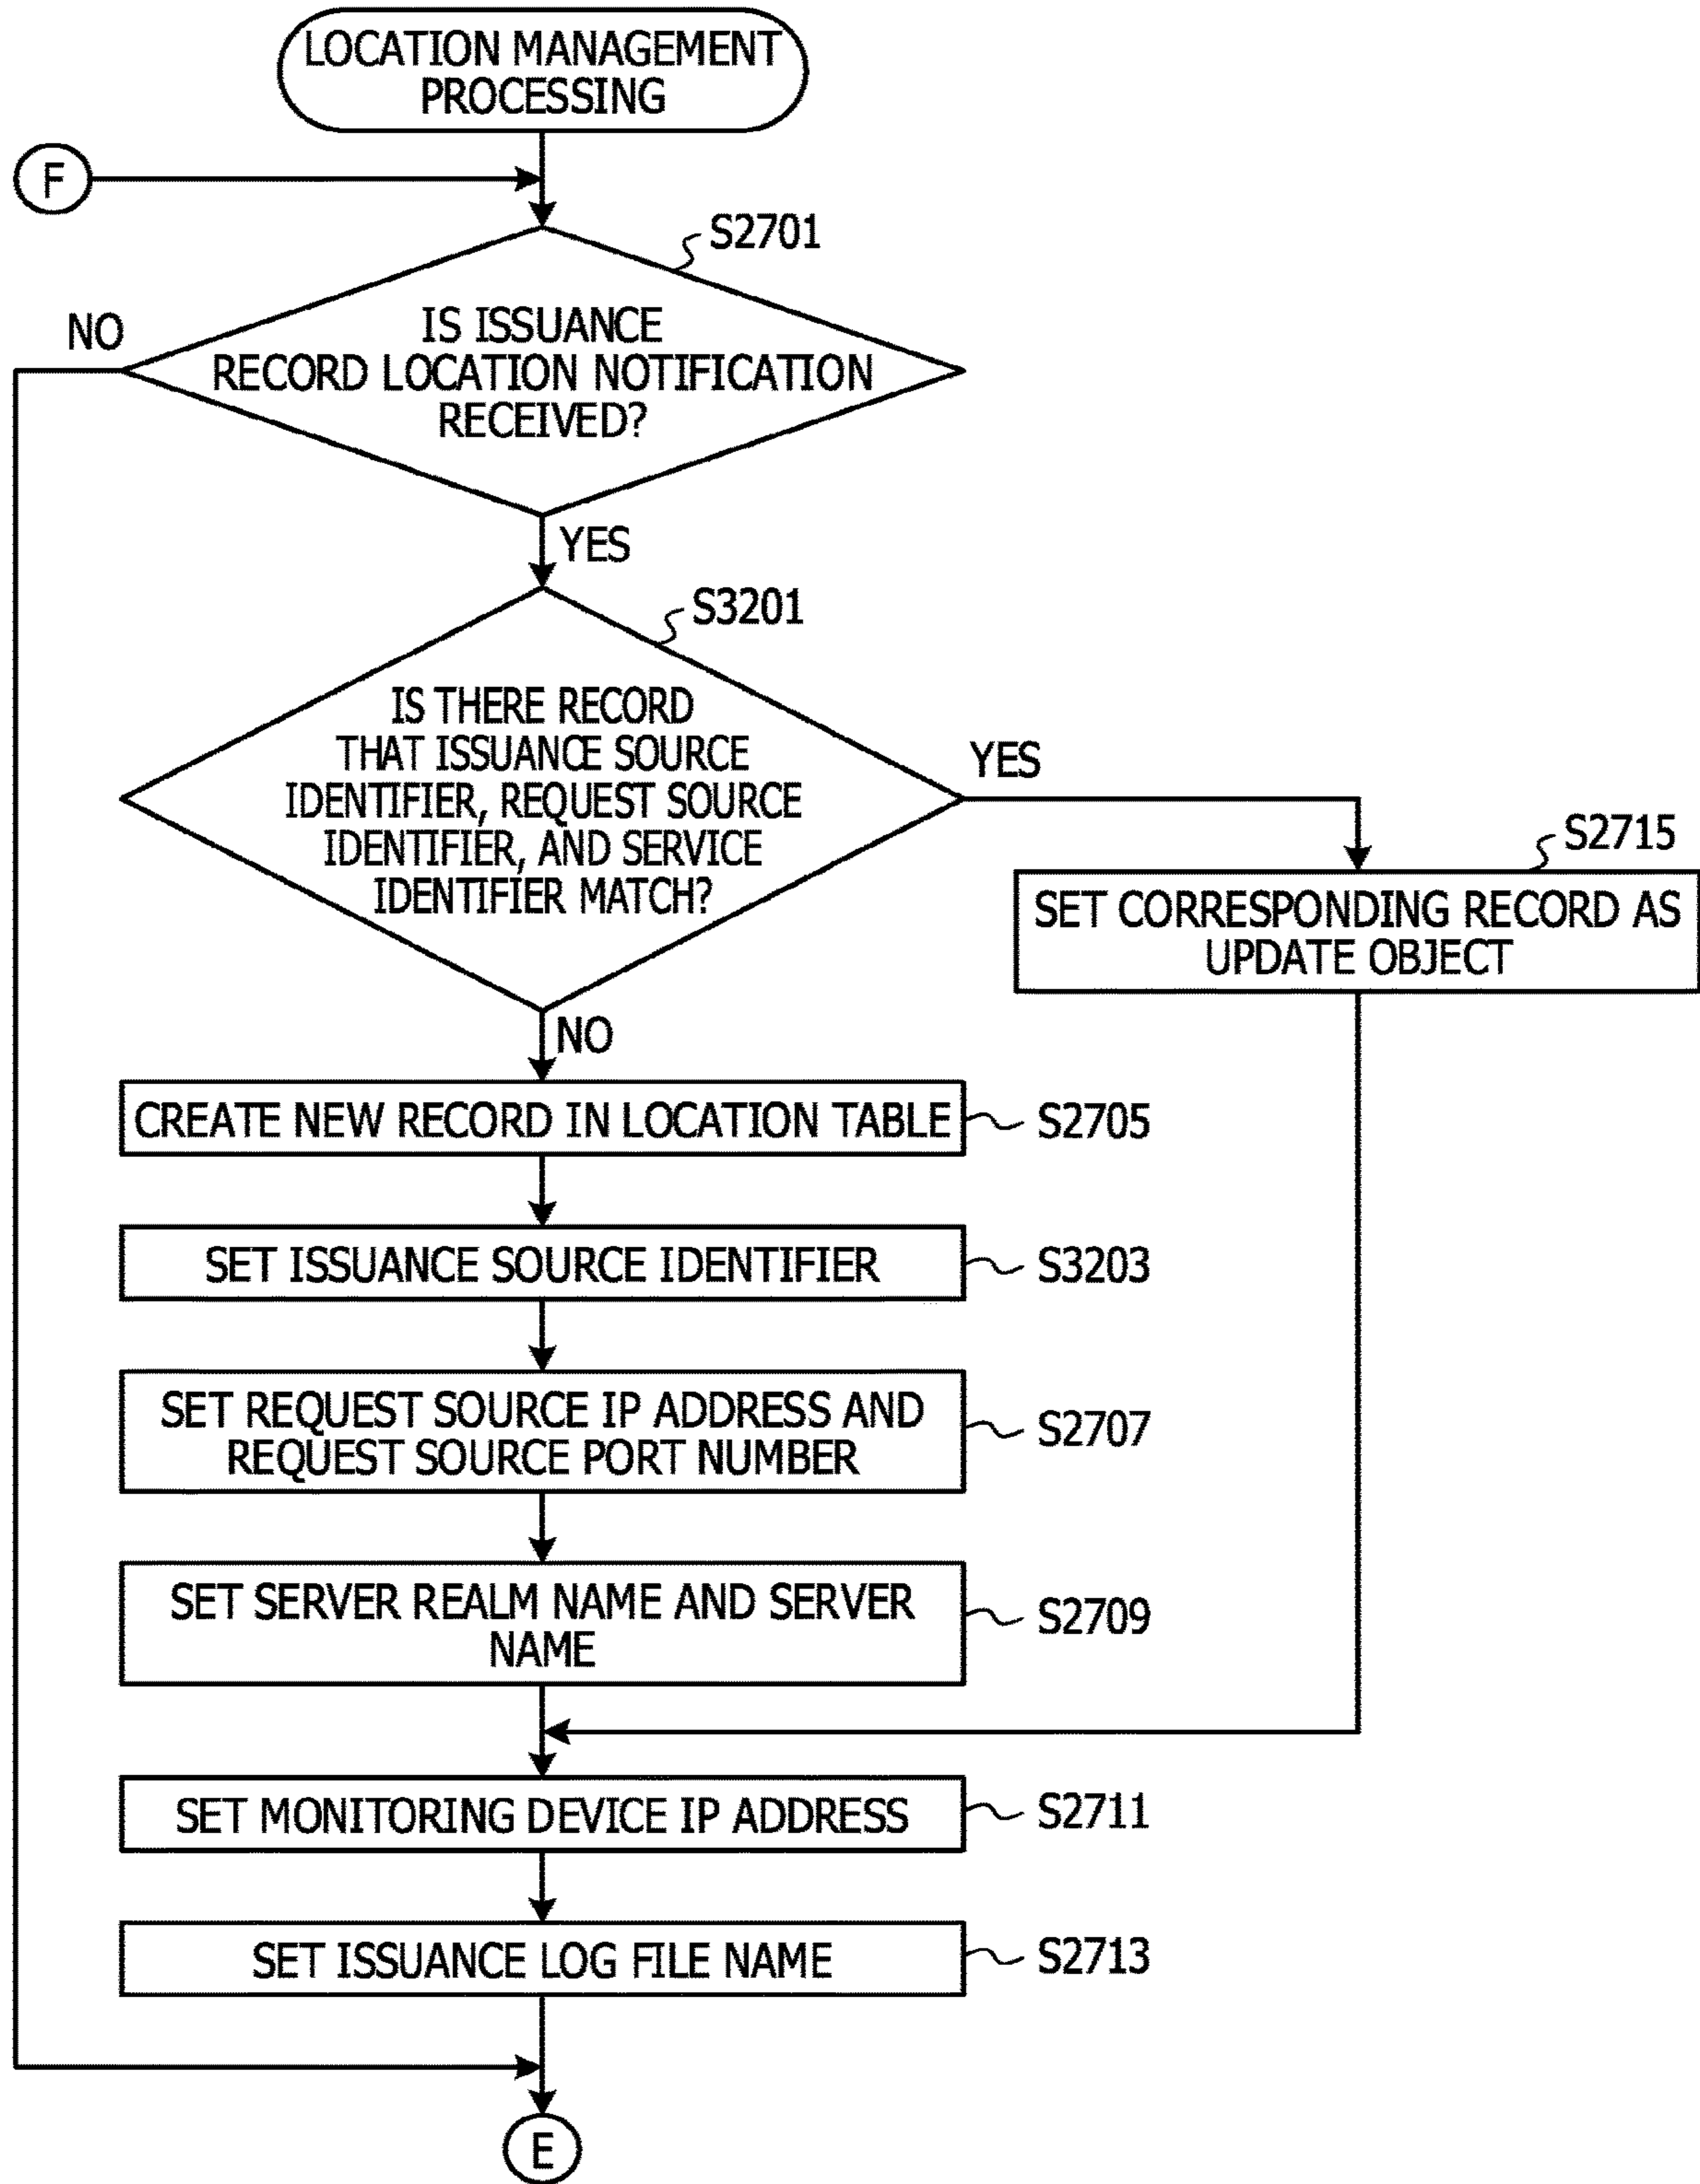 LOCATION MANAGEMENT
PROCESSING
F
S2701
NO
IS ISSUANCE
RECORD LOCATION NOTIFICATION
RECEIVED?
YES
S3201
IS THERE RECORD
THAT ISSUANCE SOURCE
IDENTIFIER, REQUEST SOURCE
IDENTIFIER, AND SERVICE
IDENTIFIER MATCH?
YES
S2715
SET CORRESPONDING RECORD AS
UPDATE OBJECT
NO
CREATE NEW RECORD IN LOCATION TABLE
S2705
SET ISSUANCE SOURCE IDENTIFIER
S3203
SET REQUEST SOURCE IP ADDRESS AND
REQUEST SOURCE PORT NUMBER
S2707
SET SERVER REALM NAME AND SERVER
NAME
S2709
SET MONITORING DEVICE IP ADDRESS
S2711
SET ISSUANCE LOG FILE NAME
S2713
E